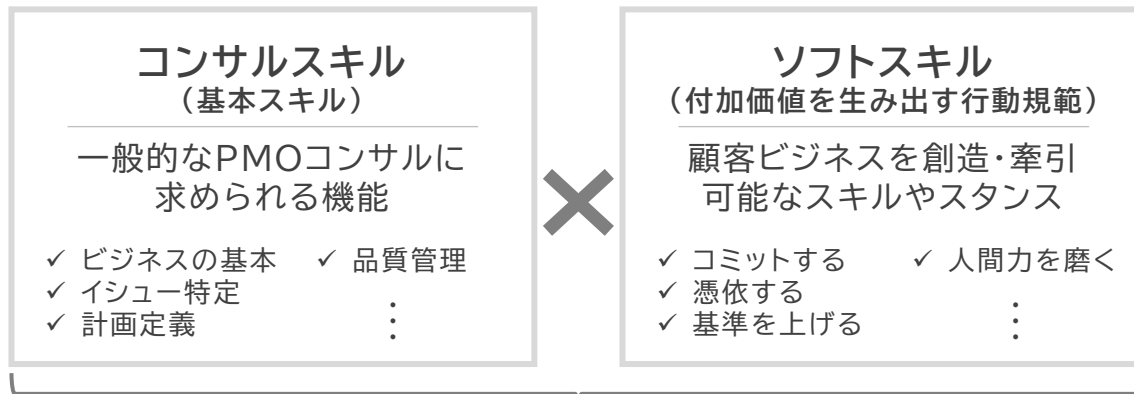 コンサルスキル
（基本スキル）
一般的なPMOコンサルに
求められる機能
✓ ビジネスの基本 ✓ 品質管理
✓ イシュー特定
✓ 計画定義
⋮
×
ソフトスキル
（付加価値を生み出す行動規範）
顧客ビジネスを創造・牽引
可能なスキルやスタンス
✓ コミットする ✓ 人間力を磨く
✓ 憑依する
✓ 基準を上げる
⋮